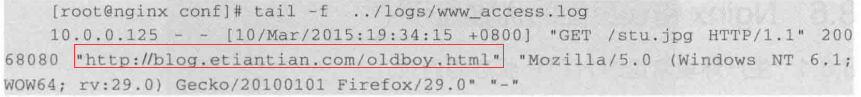 [root@nginx conf]# tail -f ../logs/www_access.log
10.0.0.125 - - [10/Mar/2015:19:34:15 +0800] "GET /stu.jpg HTTP/1.1" 200
68080 "http://blog.etiantian.com/oldboy.html" "Mozilla/5.0 (Windows NT 6.1;
WOW64; rv:29.0) Gecko/20100101 Firefox/29.0" "-"